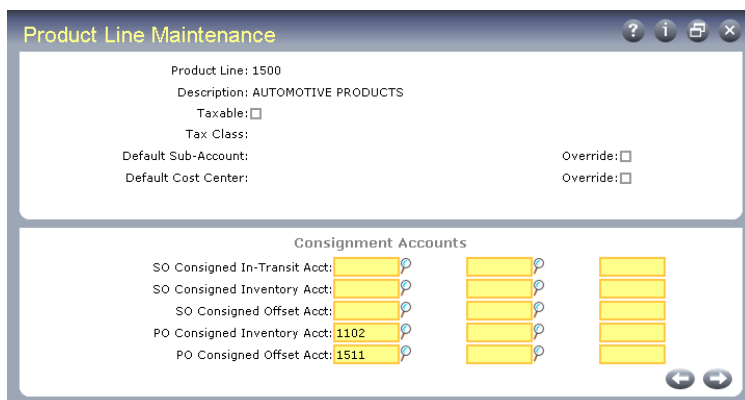 Product Line Maintenance
Product Line: 1500
Description: AUTOMOTIVE PRODUCTS
Taxable:
Tax Class:
Default Sub-Account: Override:
Default Cost Center: Override:
Consignment Accounts
SO Consigned In-Transit Acct:
SO Consigned Inventory Acct:
SO Consigned Offset Acct:
PO Consigned Inventory Acct: 1102
PO Consigned Offset Acct: 1511